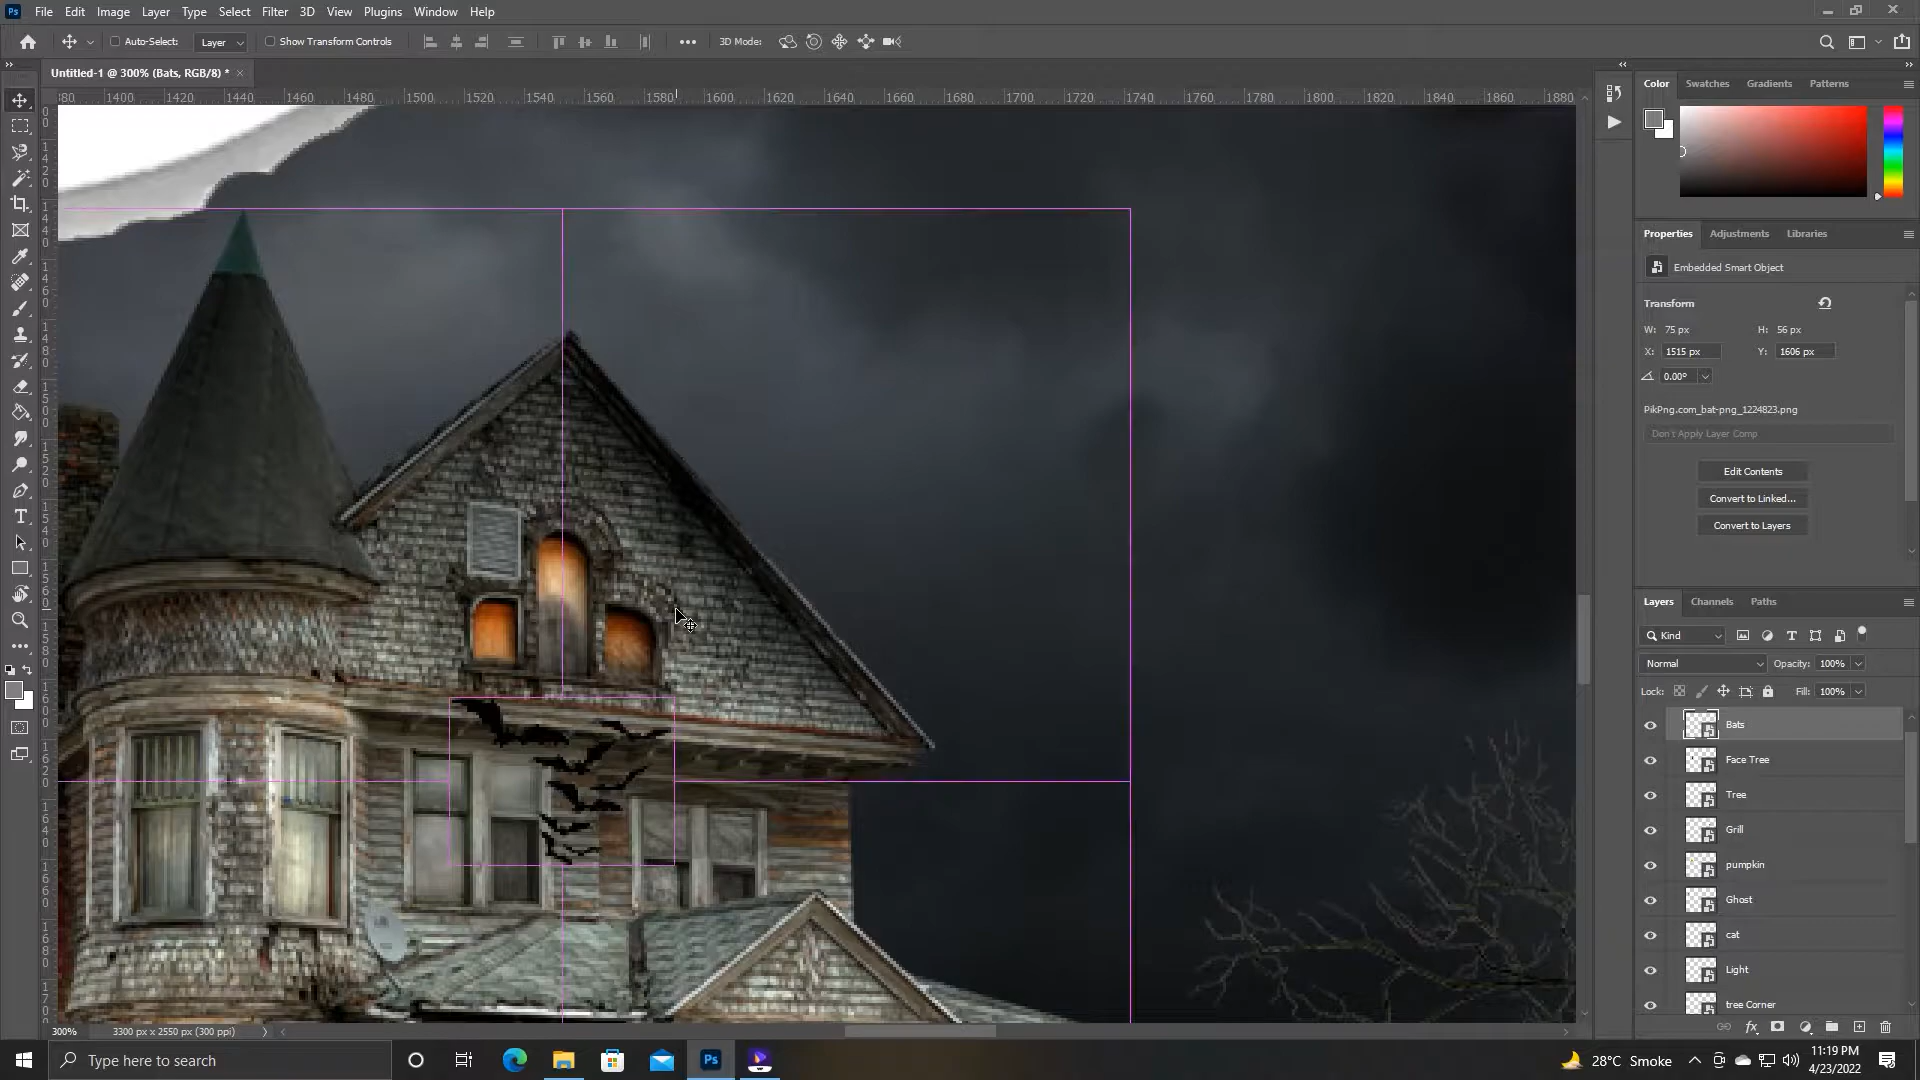 File Edit Image Layer Type Select Filter 3D View Plugins Window Help
Auto-Select: Layer Show Transform Controls 3D Mode:
Untitled-1 @ 300% (Bats, RGB/8) *
1400 1420 1440 1460 1480 1500 1520 1540 1560 1580 1600 1620 1640 1660 1680 1700 1720 1740 1760 1780 1800 1820 1840 1860 1880
Color Swatches Gradients Patterns
Properties Adjustments Libraries
Embedded Smart Object
Transform
W: 75 px H: 56 px
X: 1515 px Y: 1606 px
0.00°
PikPng.com_bat-png_1224823.png
Don't Apply Layer Comp
Edit Contents
Convert to Linked...
Convert to Layers
Layers Channels Paths
Kind
Normal Opacity: 100%
Lock: Fill: 100%
Bats
Face Tree
Tree
Grill
pumpkin
Ghost
cat
Light
tree Corner
300% 3300 px x 2550 px (300 ppi)
Type here to search
28°C Smoke
11:19 PM
4/23/2022